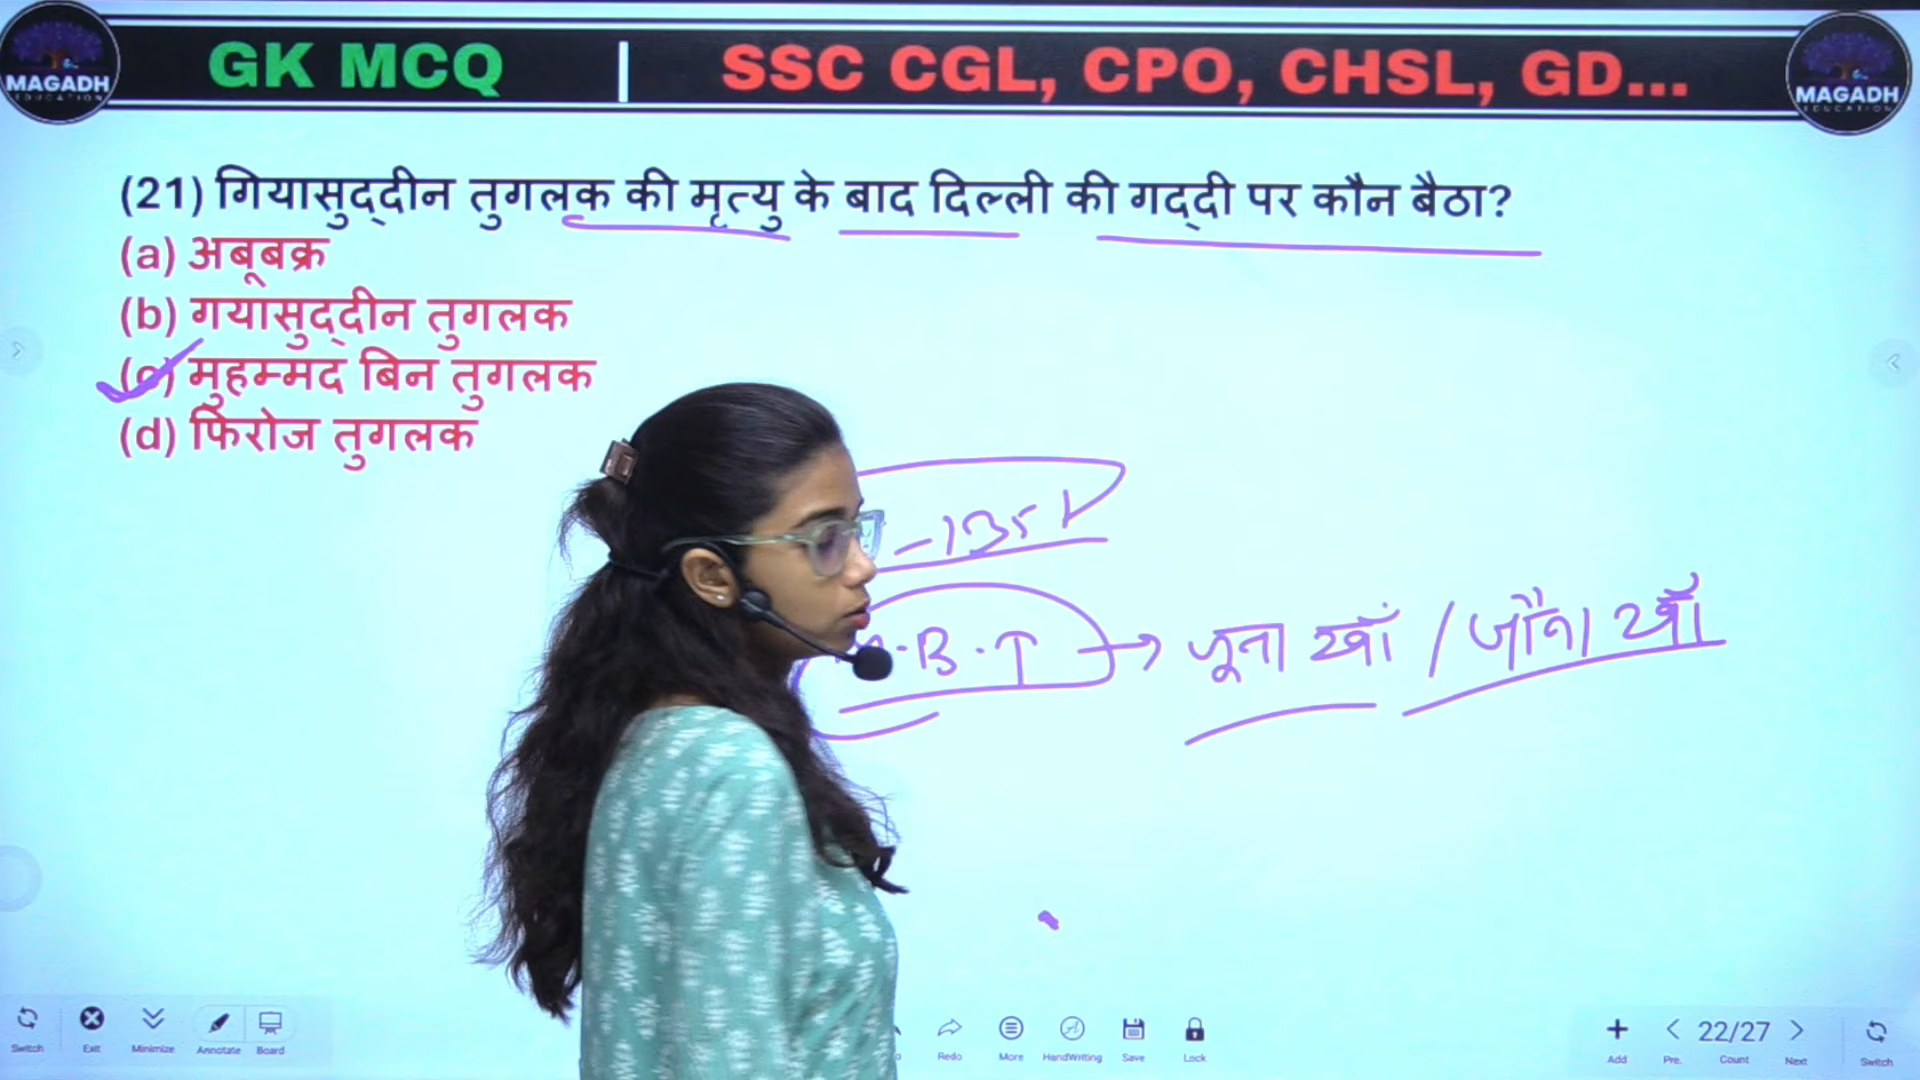 MAGADH EDUCATION
GK MCQ | SSC CGL, CPO, CHSL, GD...
MAGADH EDUCATION
(21) गियासुद्दीन तुगलक की मृत्यु के बाद दिल्ली की गद्दी पर कौन बैठा?
(a) अबूबक्र
(b) गयासुद्दीन तुगलक
(c) मुहम्मद बिन तुगलक
(d) फिरोज तुगलक
-1351
.B.T → जूना खाँ / जौना खाँ
Switch Exit Minimize Annotate Board Redo More HandWriting Save Lock Add Pre. 22/27 Count Next Switch